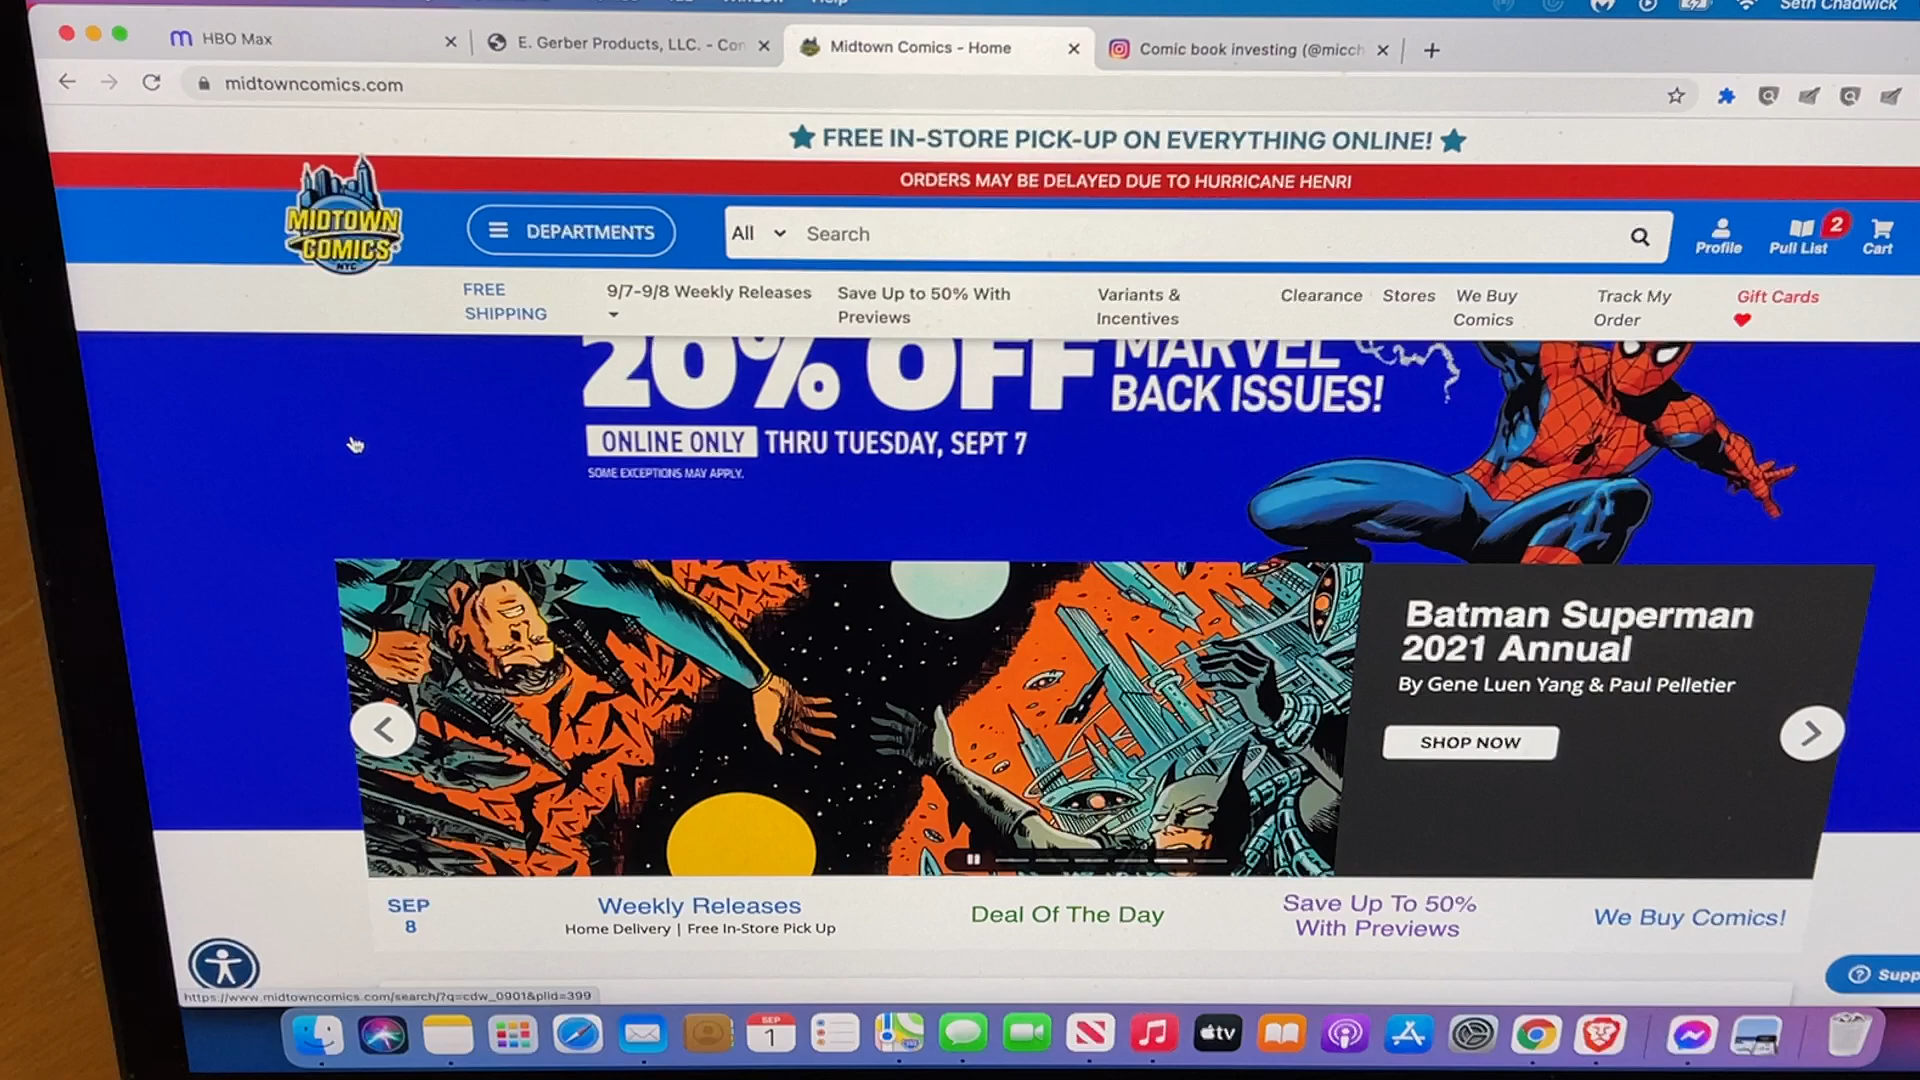 Seth Chadwick
HBO Max
E. Gerber Products, LLC. - Con
Midtown Comics - Home
Comic book investing (@micch
midtowncomics.com
FREE IN-STORE PICK-UP ON EVERYTHING ONLINE!
ORDERS MAY BE DELAYED DUE TO HURRICANE HENRI
MIDTOWN
COMICS
NYC
DEPARTMENTS
All
Search
Profile
Pull List
2
Cart
FREE
SHIPPING
9/7-9/8 Weekly Releases
Save Up to 50% With
Previews
Variants &
Incentives
Clearance
Stores
We Buy
Comics
Track My
Order
Gift Cards
20% OFF
MARVEL
BACK ISSUES!
ONLINE ONLY THRU TUESDAY, SEPT 7
SOME EXCEPTIONS MAY APPLY.
Batman Superman
2021 Annual
By Gene Luen Yang & Paul Pelletier
SHOP NOW
SEP
8
Weekly Releases
Home Delivery | Free In-Store Pick Up
Deal Of The Day
Save Up To 50%
With Previews
We Buy Comics!
Supp
https://www.midtowncomics.com/search/?q=cdw_0901&plid=399
SEP
1
tv